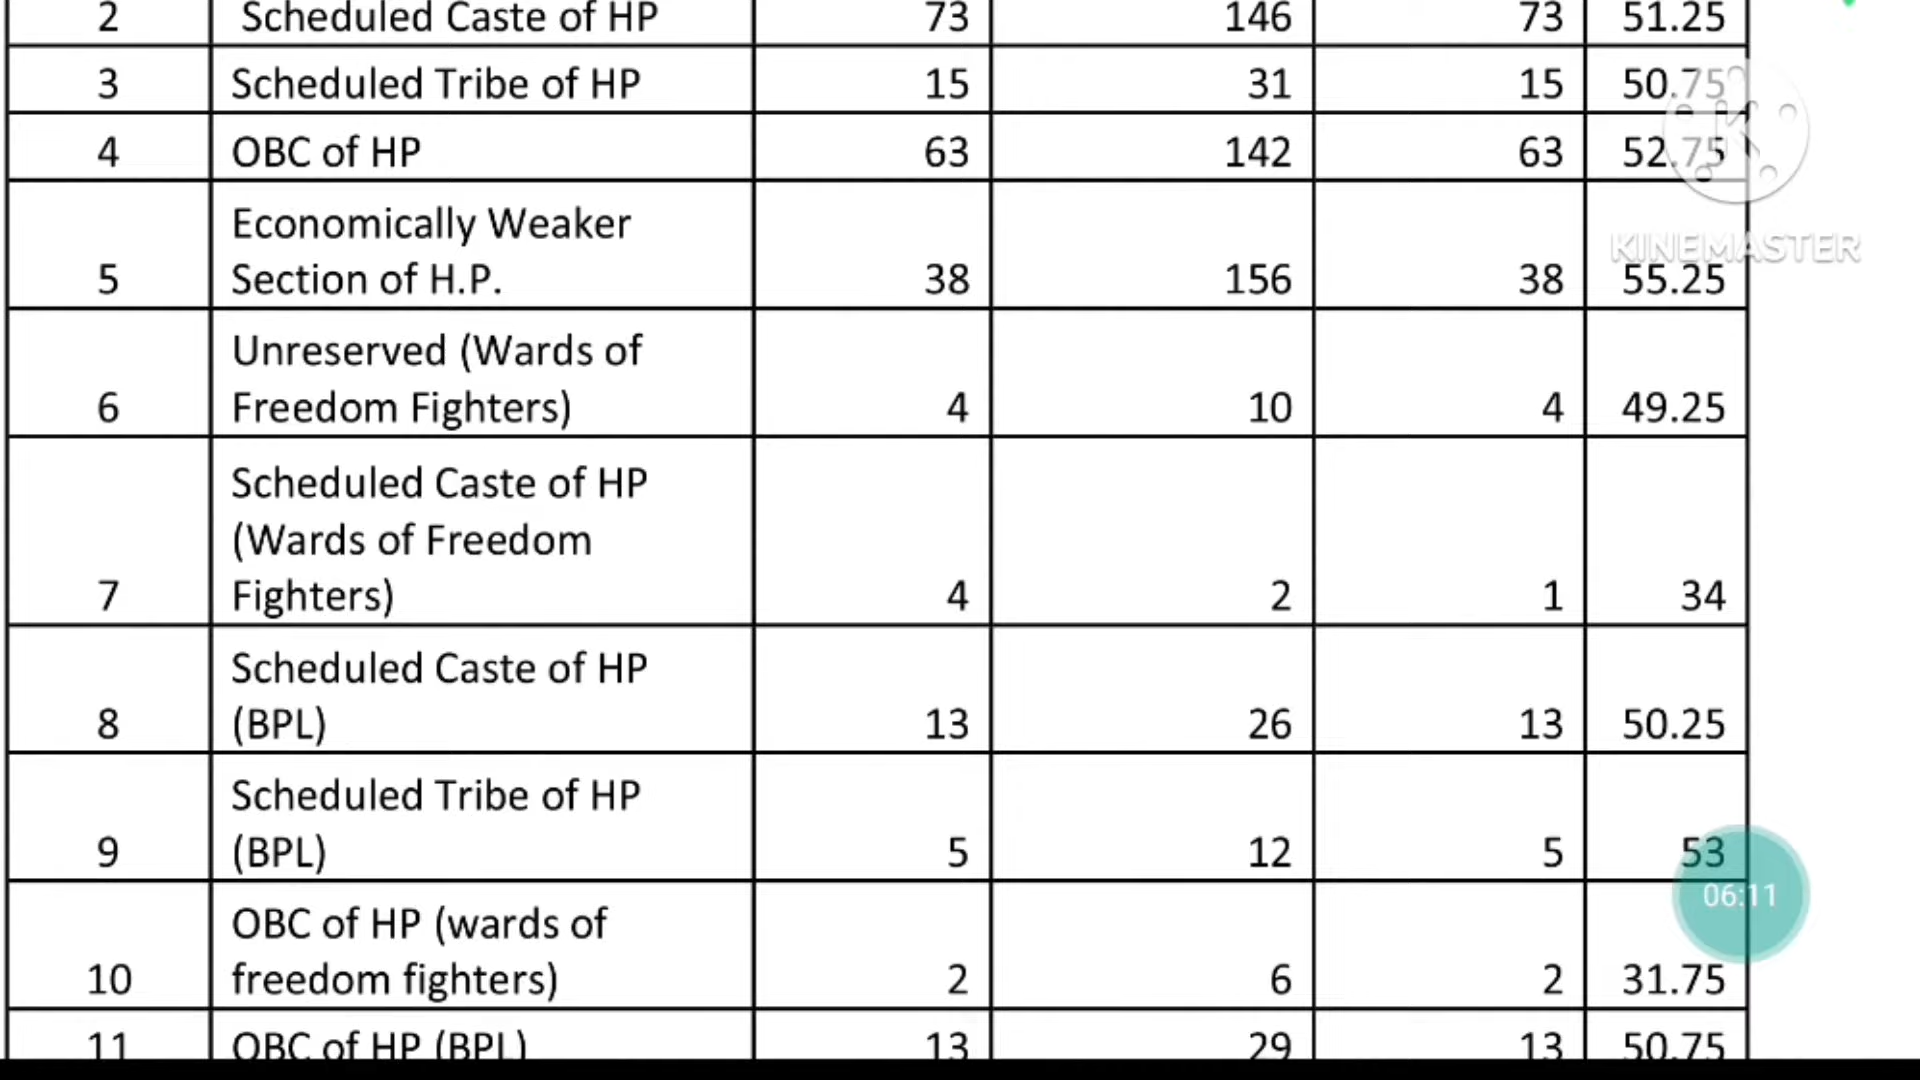 2 Scheduled Caste of HP 73 146 73 51.25
3 Scheduled Tribe of HP 15 31 15 50.75
4 OBC of HP 63 142 63 52.75
Economically Weaker
5 Section of H.P. 38 156 38 55.25
KINEMASTER
Unreserved (Wards of
6 Freedom Fighters) 4 10 4 49.25
Scheduled Caste of HP
(Wards of Freedom
7 Fighters) 4 2 1 34
Scheduled Caste of HP
8 (BPL) 13 26 13 50.25
Scheduled Tribe of HP
9 (BPL) 5 12 5 53
06:11
OBC of HP (wards of
10 freedom fighters) 2 6 2 31.75
11 OBC of HP (BPL) 13 29 13 50.75